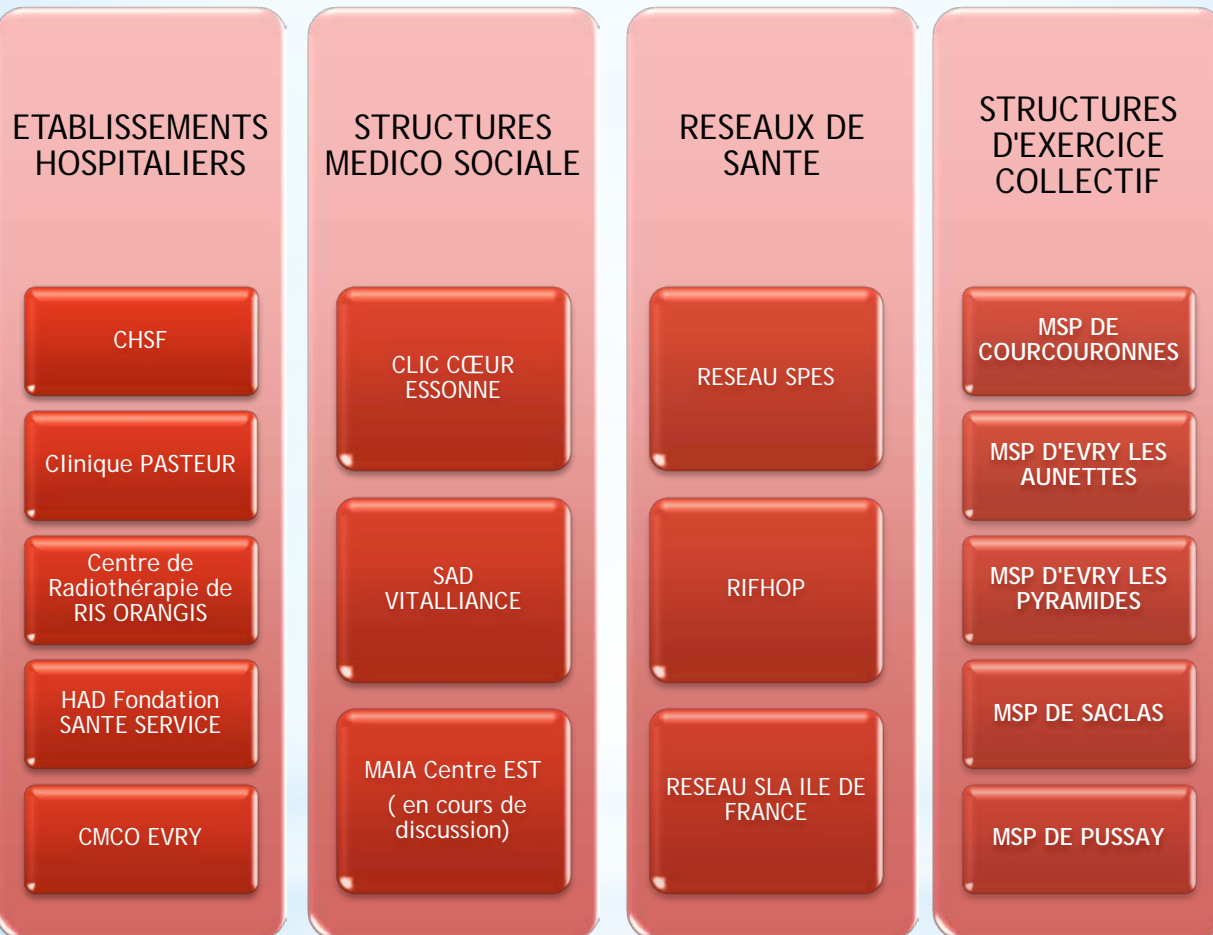 ETABLISSEMENTS
HOSPITALIERS
CHSF
Clinique PASTEUR
Centre de
Radiothérapie de
RIS ORANGIS
HAD Fondation
SANTE SERVICE
CMCO EVRY
STRUCTURES
MEDICO SOCIALE
CLIC CŒUR
ESSONNE
SAD
VITALLIANCE
MAIA Centre EST
( en cours de
discussion)
RESEAUX DE
SANTE
RESEAU SPES
RIFHOP
RESEAU SLA ILE DE
FRANCE
STRUCTURES
D'EXERCICE
COLLECTIF
MSP DE
COURCOURONNES
MSP D'EVRY LES
AUNETTES
MSP D'EVRY LES
PYRAMIDES
MSP DE SACLAS
MSP DE PUSSAY